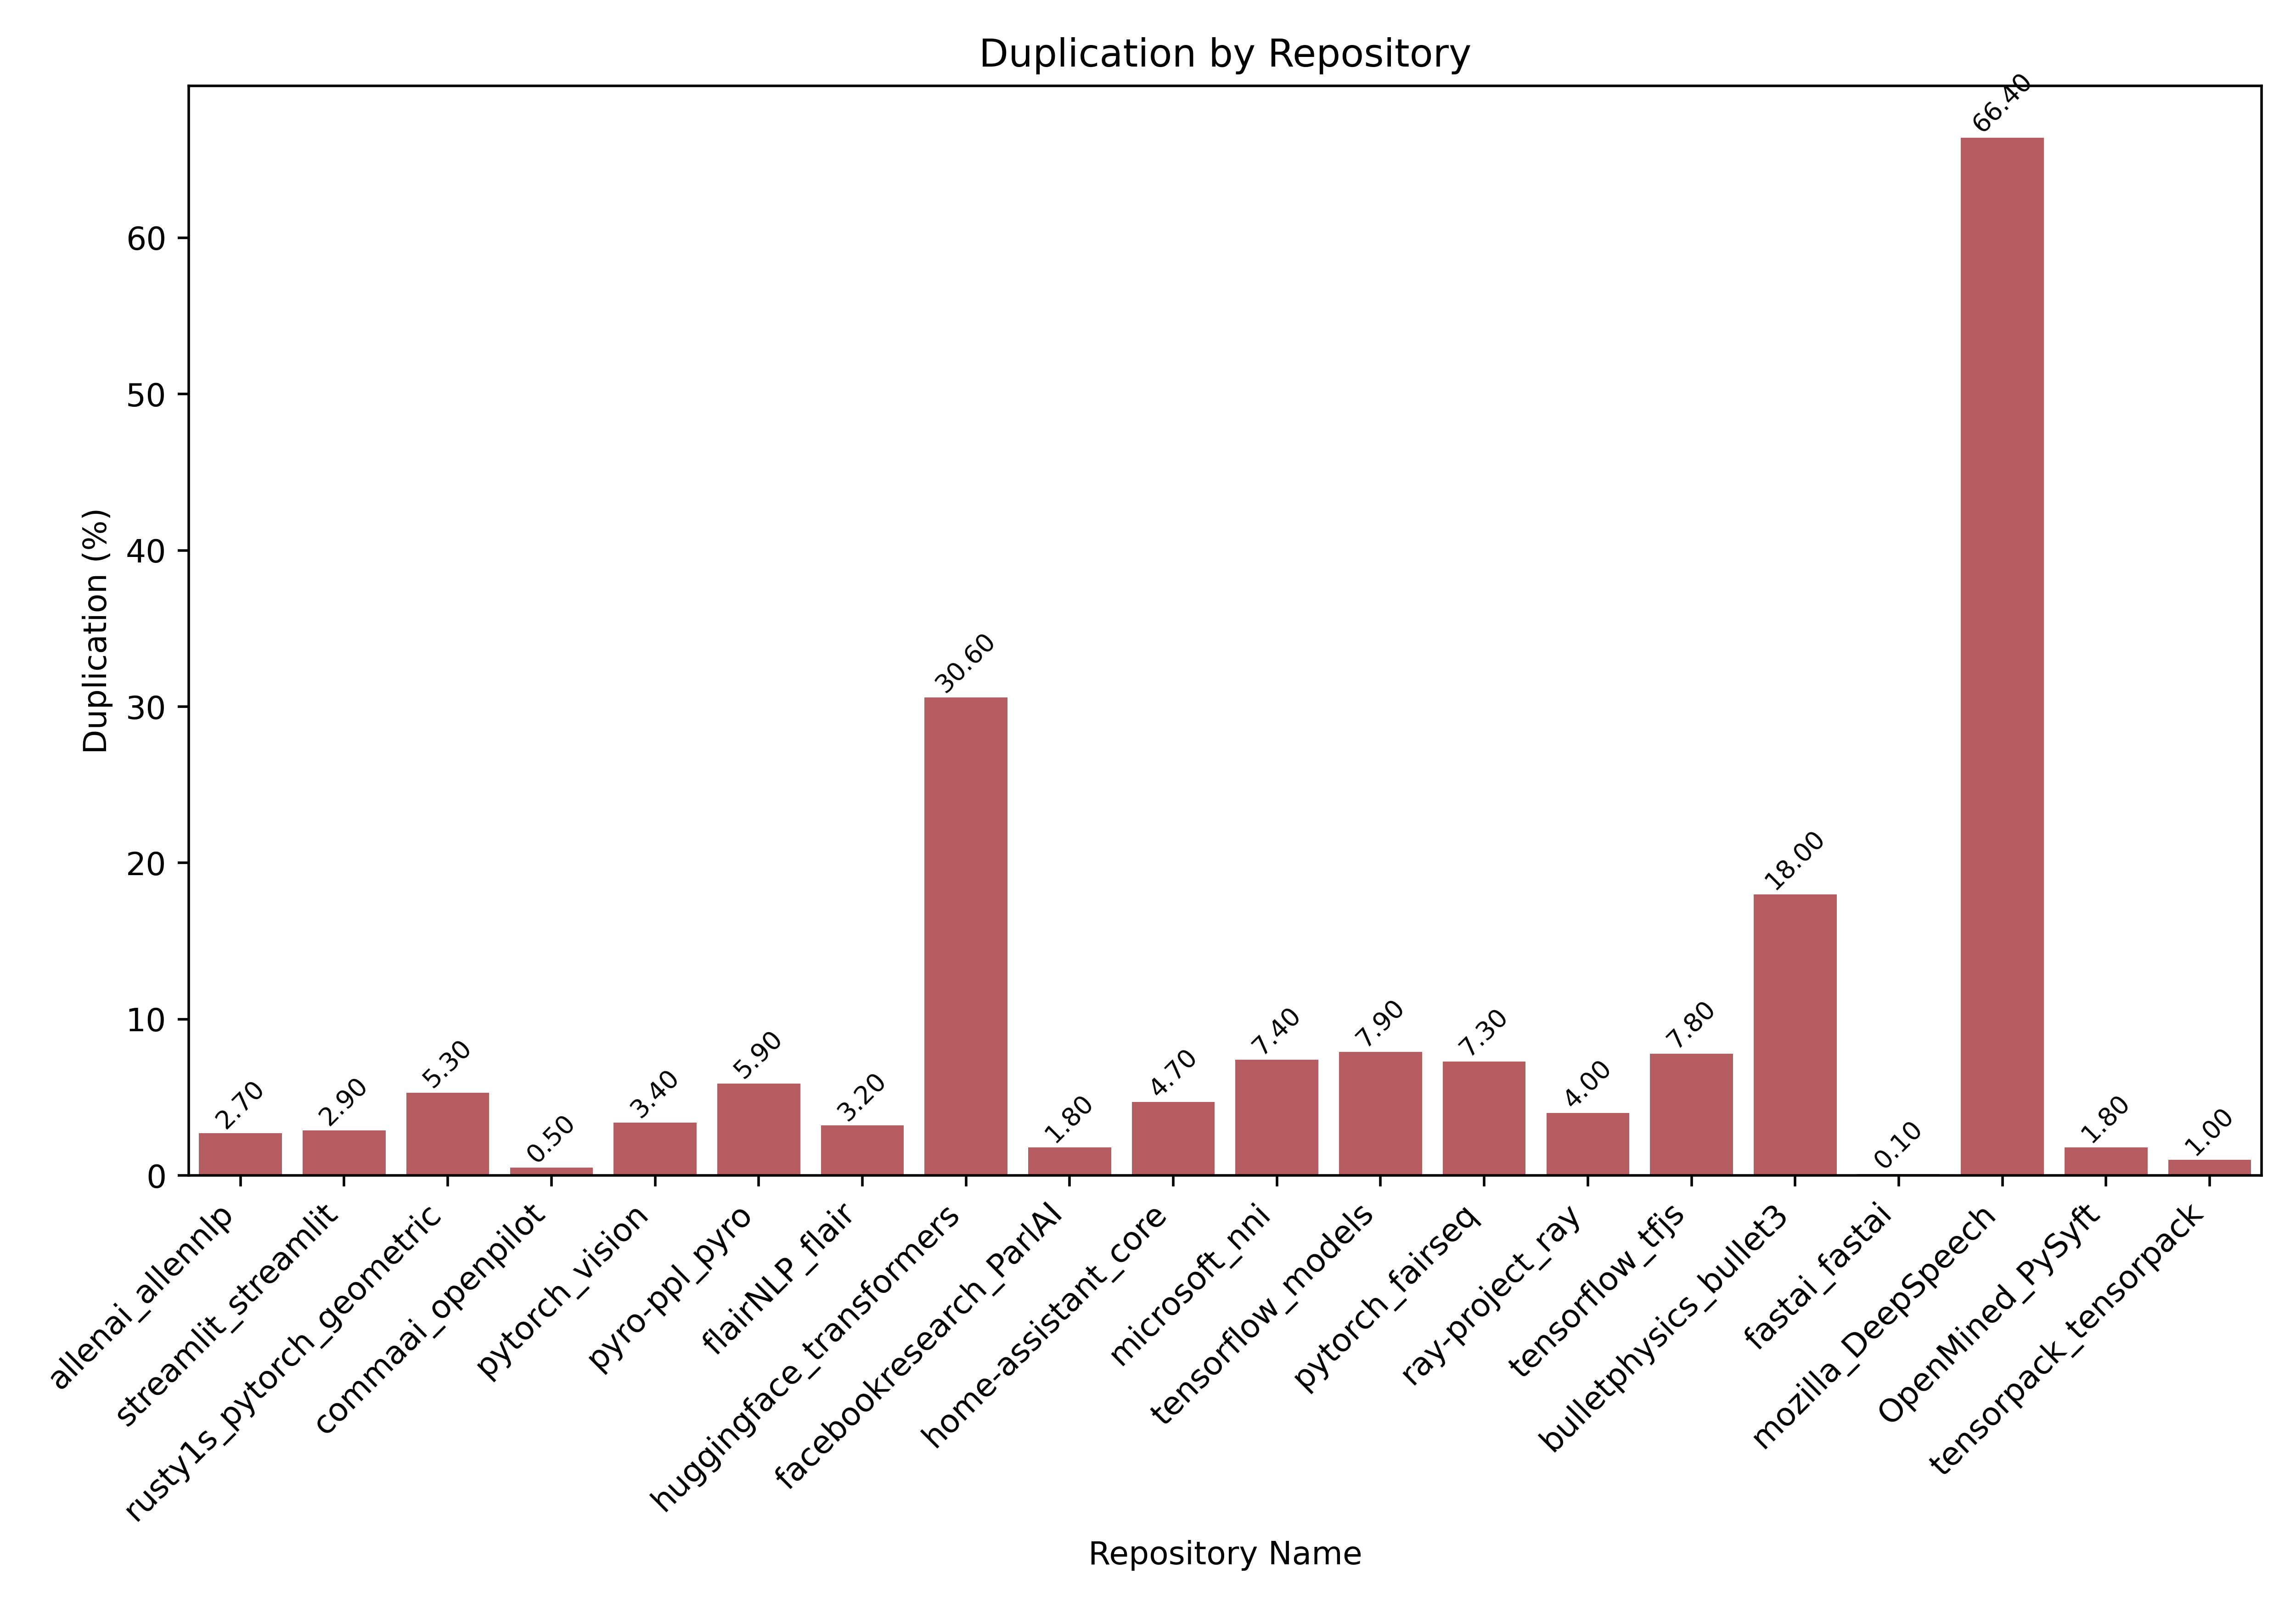 Duplication by Repository
Duplication (%)
60
50
40
30
20
10
0
2.70
2.90
5.30
0.50
3.40
5.90
3.20
30.60
1.80
4.70
7.40
7.90
7.30
4.00
7.80
18.00
0.10
66.40
1.80
1.00
allenai_allennlp
streamlit_streamlit
rusty1s_pytorch_geometric
commaai_openpilot
pytorch_vision
pyro-ppl_pyro
flairNLP_flair
huggingface_transformers
facebookresearch_ParlAI
home-assistant_core
microsoft_nni
tensorflow_models
pytorch_fairseq
ray-project_ray
tensorflow_tfjs
bulletphysics_bullet3
fastai_fastai
mozilla_DeepSpeech
OpenMined_PySyft
tensorpack_tensorpack
Repository Name